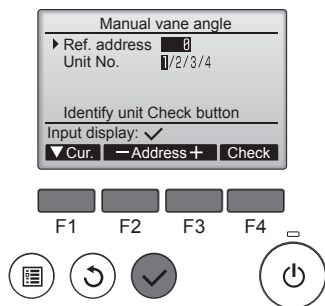 Manual vane angle
Ref. address 0
Unit No. 1/2/3/4
Identify unit Check button
Input display: ✓
▼Cur. −Address+ Check
F1 F2 F3 F4